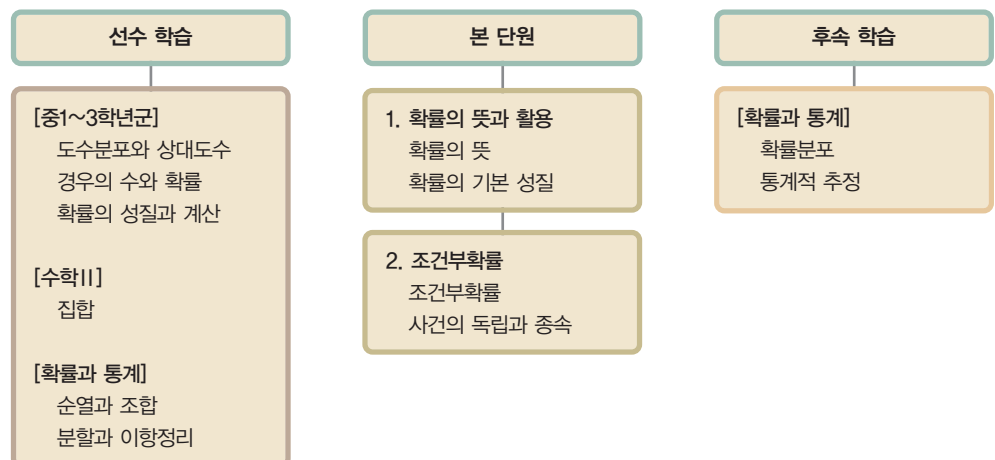 선수 학습
[중1~3학년군]
도수분포와 상대도수
경우의 수와 확률
확률의 성질과 계산
[수학II]
집합
[확률과 통계]
순열과 조합
분할과 이항정리
본 단원
1. 확률의 뜻과 활용
확률의 뜻
확률의 기본 성질
2. 조건부확률
조건부확률
사건의 독립과 종속
후속 학습
[확률과 통계]
확률분포
통계적 추정